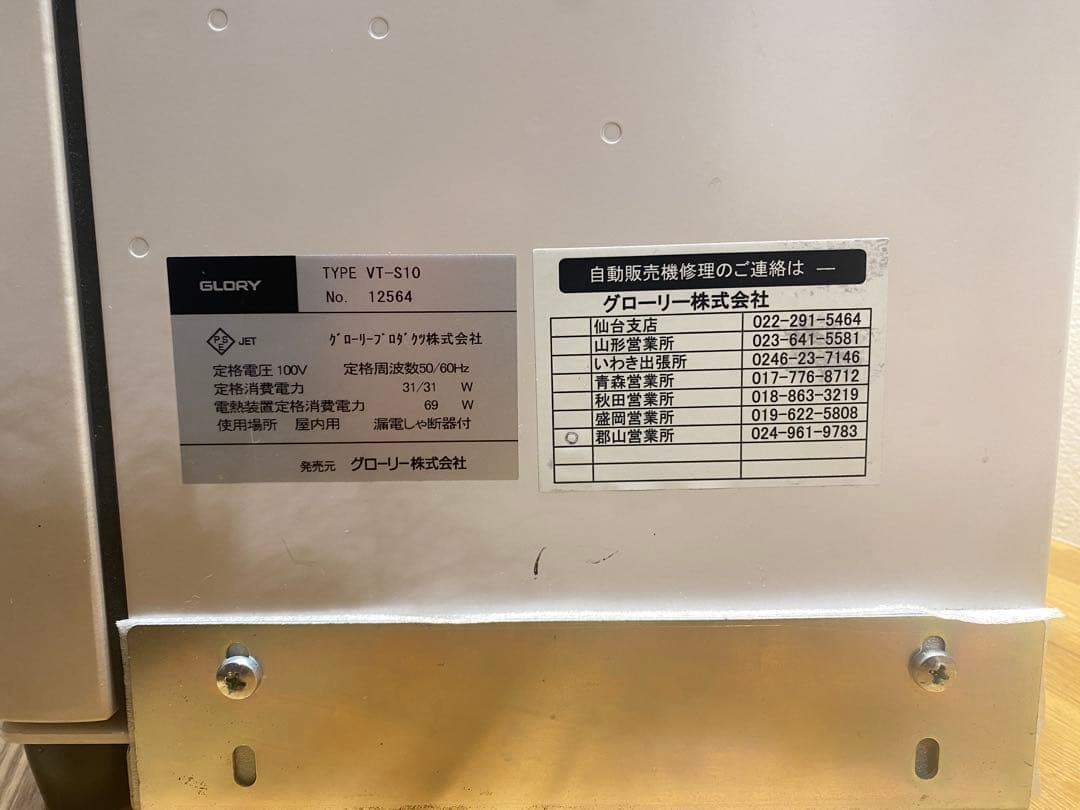 GLORY
TYPE VT-S10
No. 12564
PSE JET グローリープロダクツ株式会社
定格電圧 100V 定格周波数50/60Hz
定格消費電力 31/31 W
電熱装置定格消費電力 69 W
使用場所 屋内用 漏電しゃ断器付
発売元 グローリー株式会社
自動販売機修理のご連絡は ―
グローリー株式会社
仙台支店 022-291-5464
山形営業所 023-641-5581
いわき出張所 0246-23-7146
青森営業所 017-776-8712
秋田営業所 018-863-3219
盛岡営業所 019-622-5808
○ 郡山営業所 024-961-9783